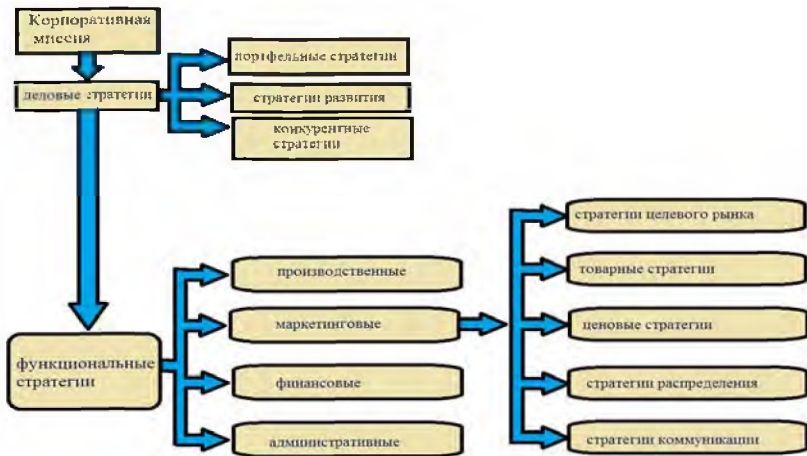 Корпоративная
миссия
деловые стратегии
портфельные стратегии
стратегии развития
конкурентные
стратегии
функциональные
стратегии
производственные
маркетинговые
финансовые
административные
стратегии целевого рынка
товарные стратегии
ценовые стратегии
стратегии распределения
стратегии коммуникации